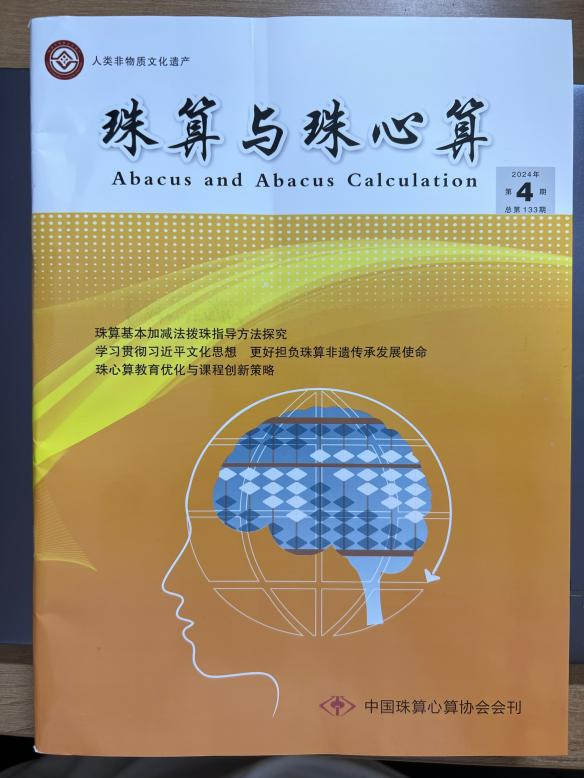 人类非物质文化遗产
珠算与珠心算
Abacus and Abacus Calculation
2024年
第4期
总第133期
珠算基本加减法拨珠指导方法探究
学习贯彻习近平文化思想 更好担负珠算非遗传承发展使命
珠心算教育优化与课程创新策略
中国珠算心算协会会刊